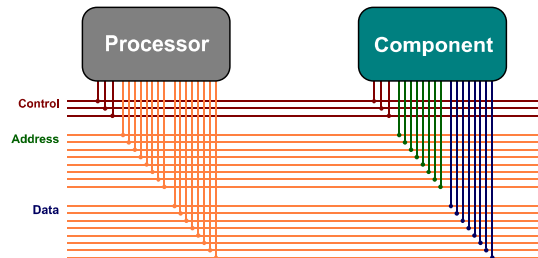 Processor
Component
Control
Address
Data